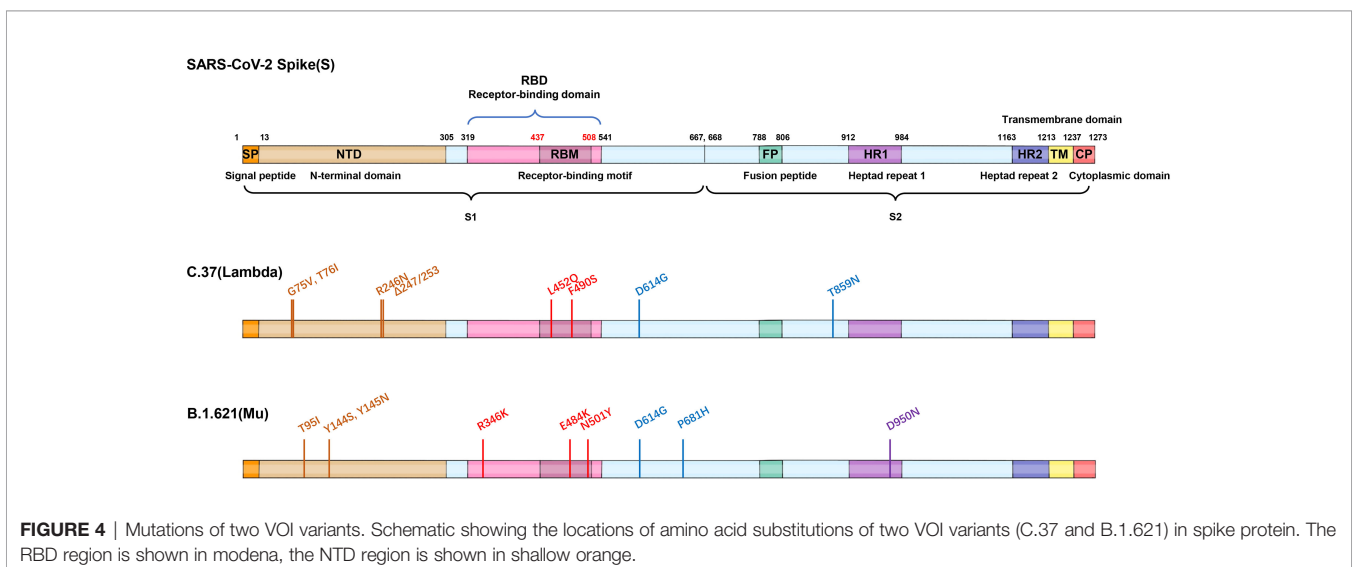 SARS-CoV-2 Spike(S)
RBD
Receptor-binding domain
Transmembrane domain
1 13 305 319 437 508 541 667, 668 788 806 912 984 1163 1213 1237 1273
SP NTD RBM FP HR1 HR2 TM CP
Signal peptide N-terminal domain Receptor-binding motif Fusion peptide Heptad repeat 1 Heptad repeat 2 Cytoplasmic domain
S1 S2
C.37(Lambda)
G75V, T76I R246N Δ247/253 L452Q F490S D614G T859N
B.1.621(Mu)
T95I Y144S, Y145N R346K E484K N501Y D614G P681H D950N
FIGURE 4 | Mutations of two VOI variants. Schematic showing the locations of amino acid substitutions of two VOI variants (C.37 and B.1.621) in spike protein. The
RBD region is shown in modena, the NTD region is shown in shallow orange.